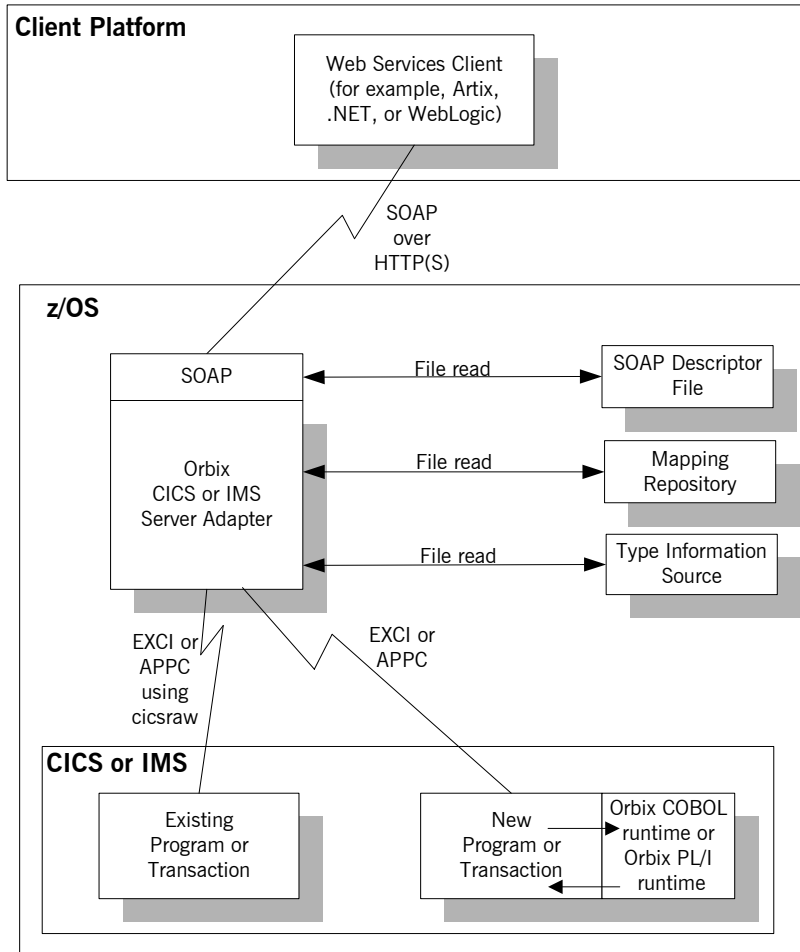 Client Platform
Web Services Client
(for example, Artix,
.NET, or WebLogic)
SOAP
over
HTTP(S)
z/OS
SOAP
File read
SOAP Descriptor
File
Orbix
CICS or IMS
Server Adapter
File read
Mapping
Repository
File read
Type Information
Source
EXCI or
APPC
using
cicsraw
EXCI or
APPC
CICS or IMS
Existing
Program or
Transaction
New
Program or
Transaction
Orbix COBOL
runtime or
Orbix PL/I
runtime